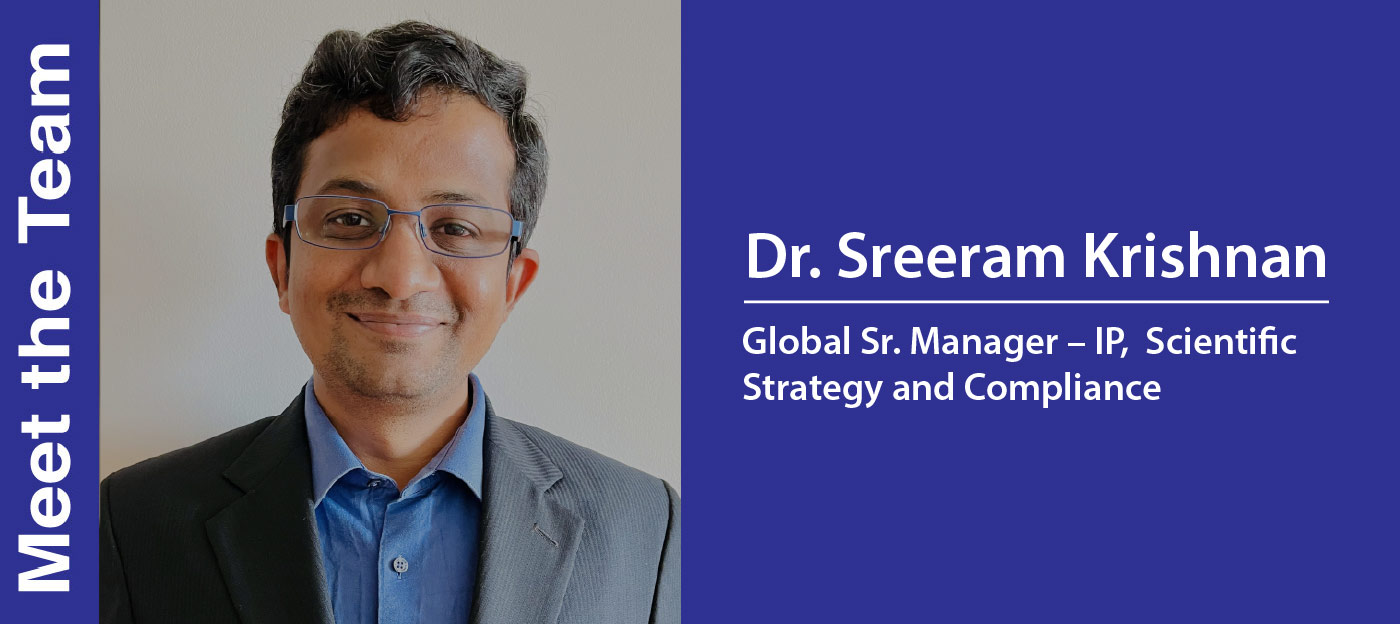 Meet the Team
Dr. Sreeram Krishnan
Global Sr. Manager – IP,  Scientific
Strategy and Compliance